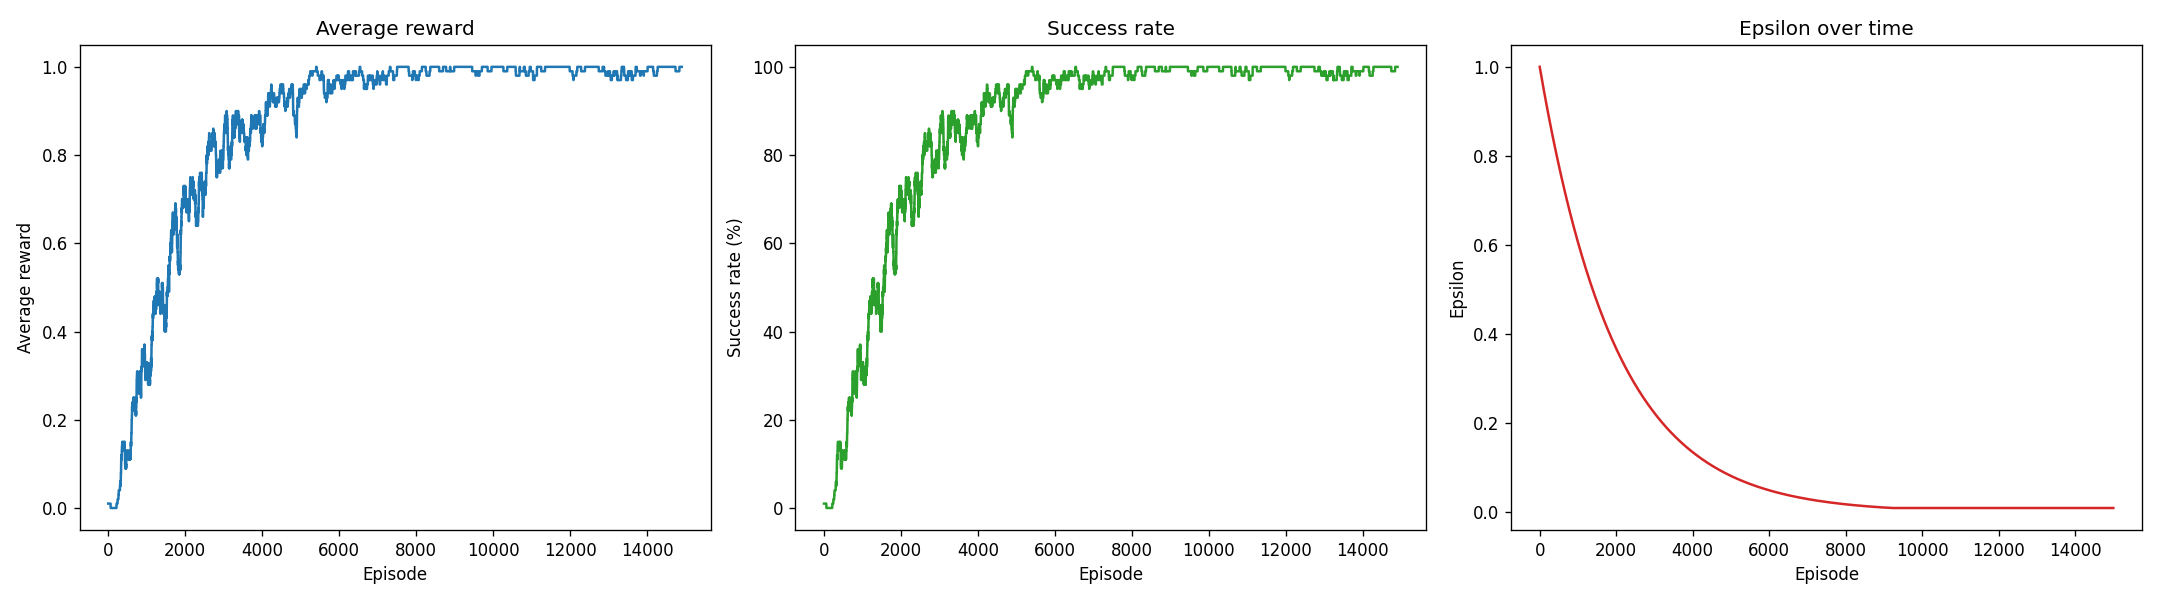 Average reward
Average reward
1.0
0.8
0.6
0.4
0.2
0.0
0 2000 4000 6000 8000 10000 12000 14000
Episode
Success rate
Success rate (%)
100
80
60
40
20
0
0 2000 4000 6000 8000 10000 12000 14000
Episode
Epsilon over time
Epsilon
1.0
0.8
0.6
0.4
0.2
0.0
0 2000 4000 6000 8000 10000 12000 14000
Episode